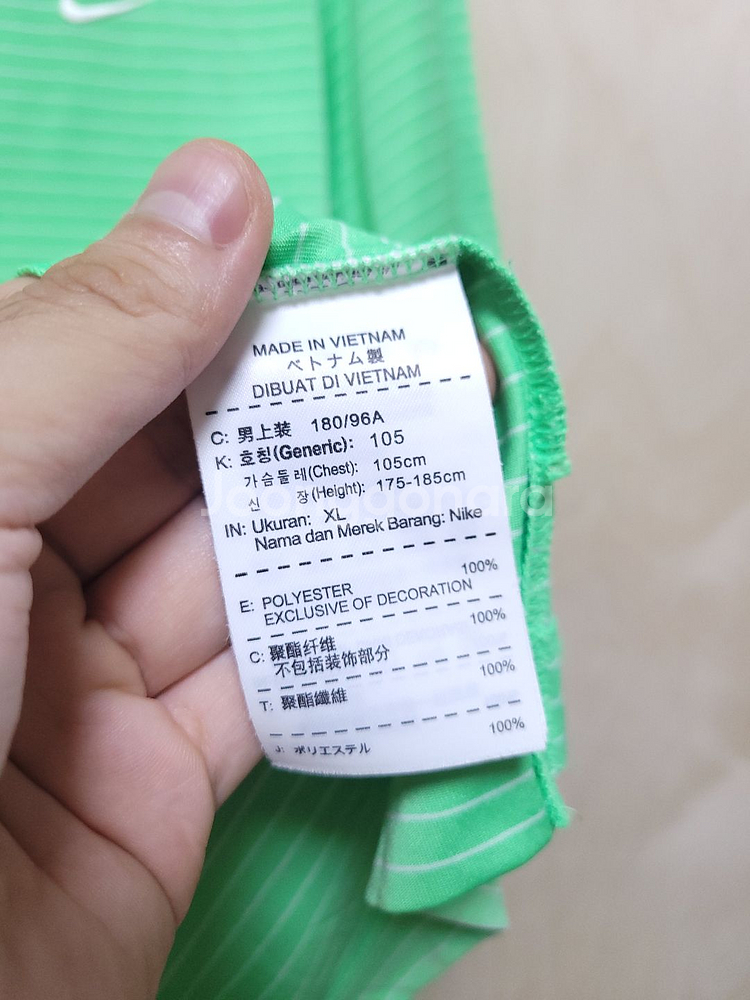 MADE IN VIETNAM
ベトナム製
DIBUAT DI VIETNAM
C: 男上装 180/96A
K: 호칭(Generic): 105
가슴둘레(Chest): 105cm
신 장(Height): 175-185cm
Joongonara
IN: Ukuran: XL
Nama dan Merek Barang: Nike
100%
E: POLYESTER
EXCLUSIVE OF DECORATION
100%
C: 聚酯纤维
不包括装饰部分
100%
T: 聚酯纖維
100%
J: ポリエステル